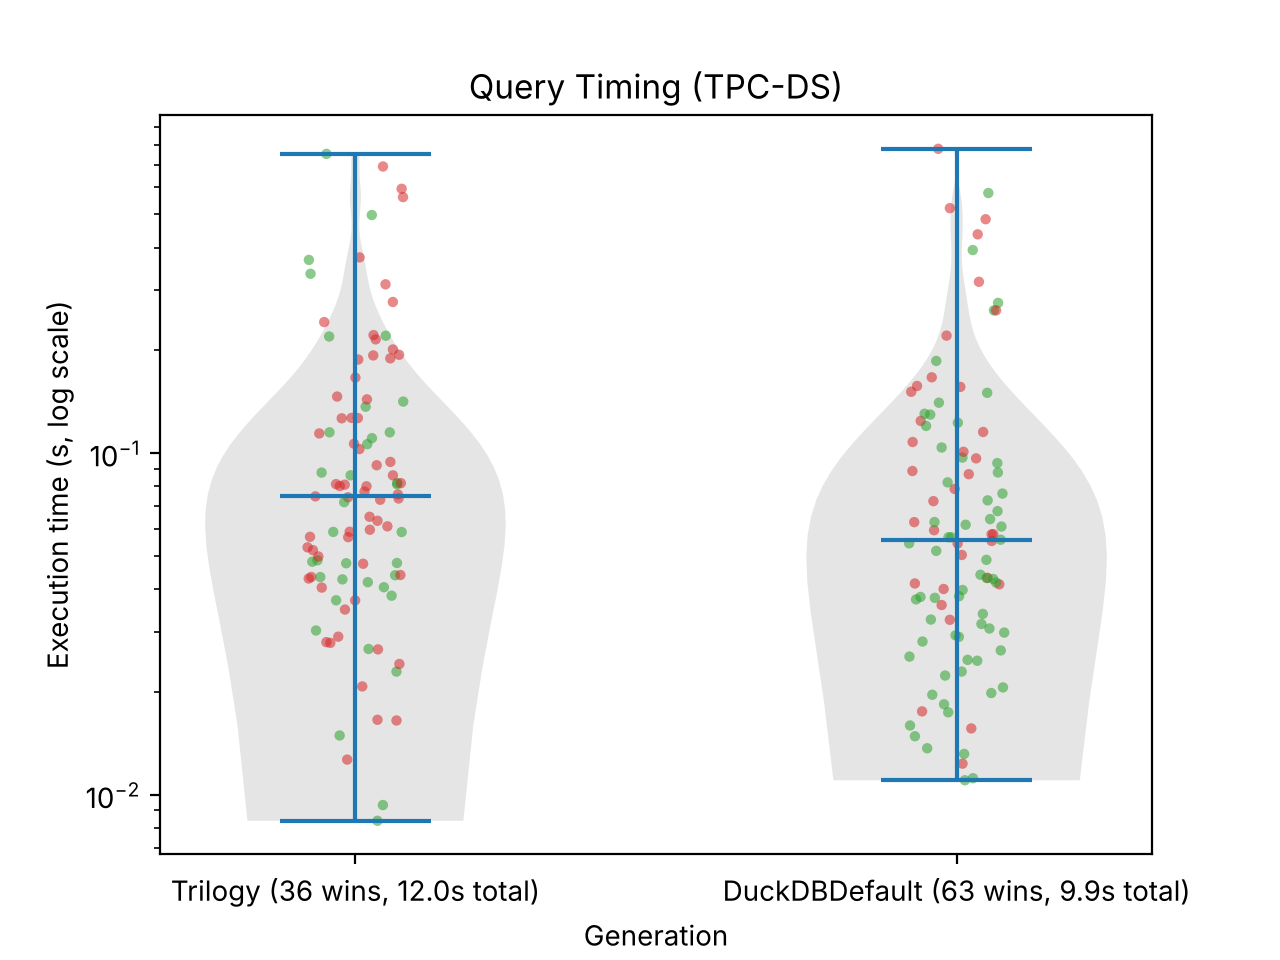 Query Timing (TPC-DS)
Execution time (s, log scale)
10⁻¹
10⁻²
Trilogy (36 wins, 12.0s total)
DuckDBDefault (63 wins, 9.9s total)
Generation